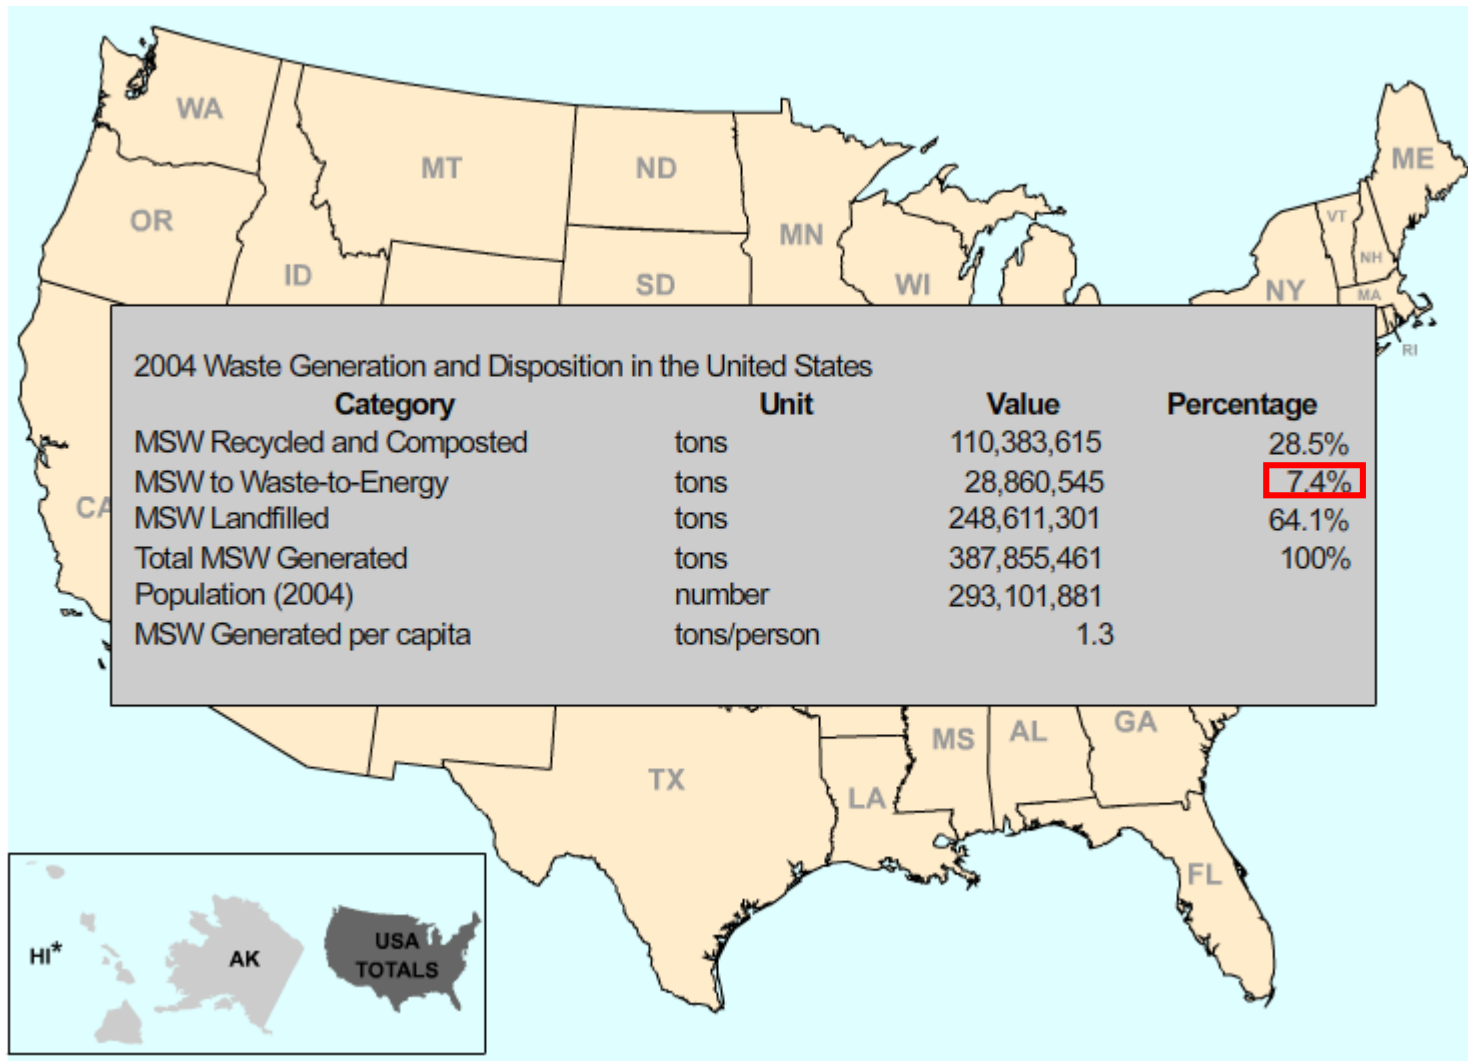 WA
MT
ND
ME
OR
MN
VT
ID
SD
WI
NH
NY
MA
RI
CA
2004 Waste Generation and Disposition in the United States
Category Unit Value Percentage
MSW Recycled and Composted tons 110,383,615 28.5%
MSW to Waste-to-Energy tons 28,860,545 7.4%
MSW Landfilled tons 248,611,301 64.1%
Total MSW Generated tons 387,855,461 100%
Population (2004) number 293,101,881
MSW Generated per capita tons/person 1.3
MS AL GA
TX
LA
FL
HI* AK USA
TOTALS